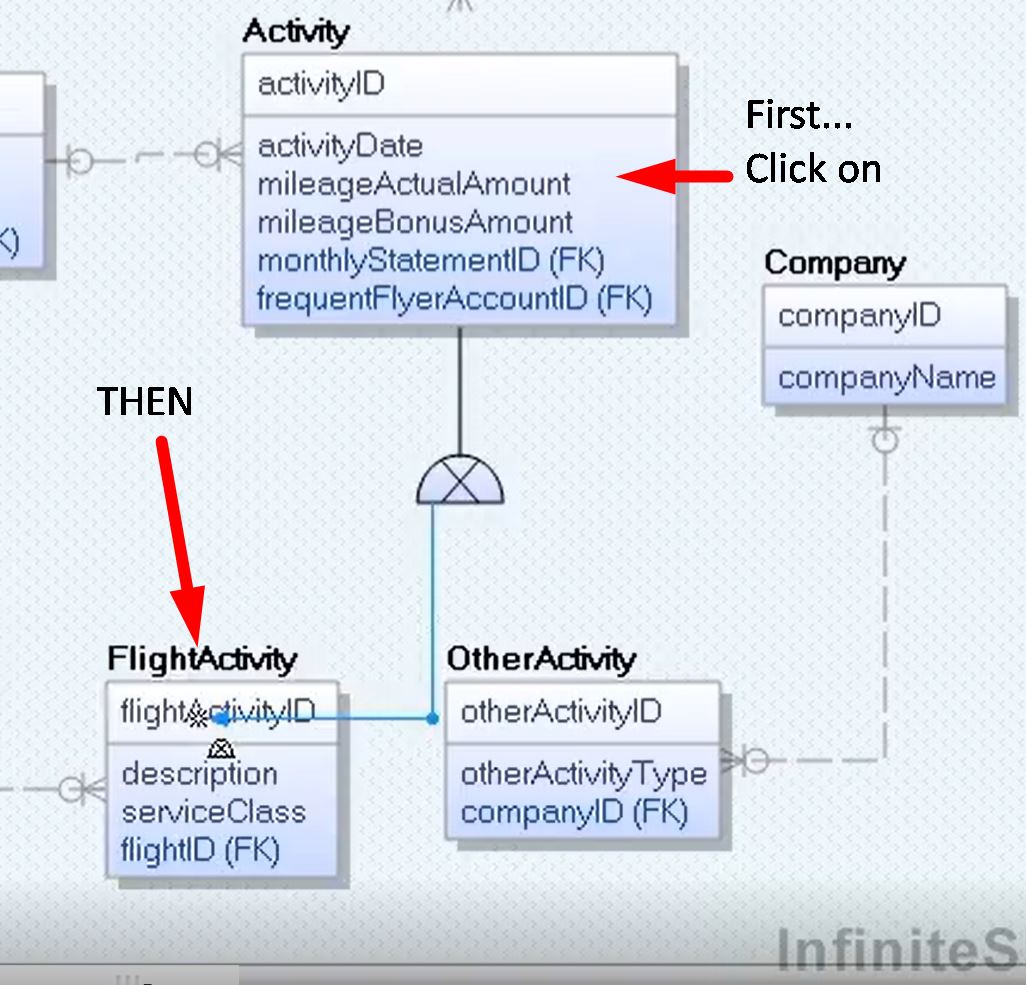 Activity
activityID
activityDate
mileageActualAmount
mileageBonusAmount
monthlyStatementID (FK)
frequentFlyerAccountID (FK)
First...
Click on
K)
Company
companyID
companyName
THEN
FlightActivity
flightActivityID
description
serviceClass
flightID (FK)
OtherActivity
otherActivityID
otherActivityType
companyID (FK)
InfiniteS